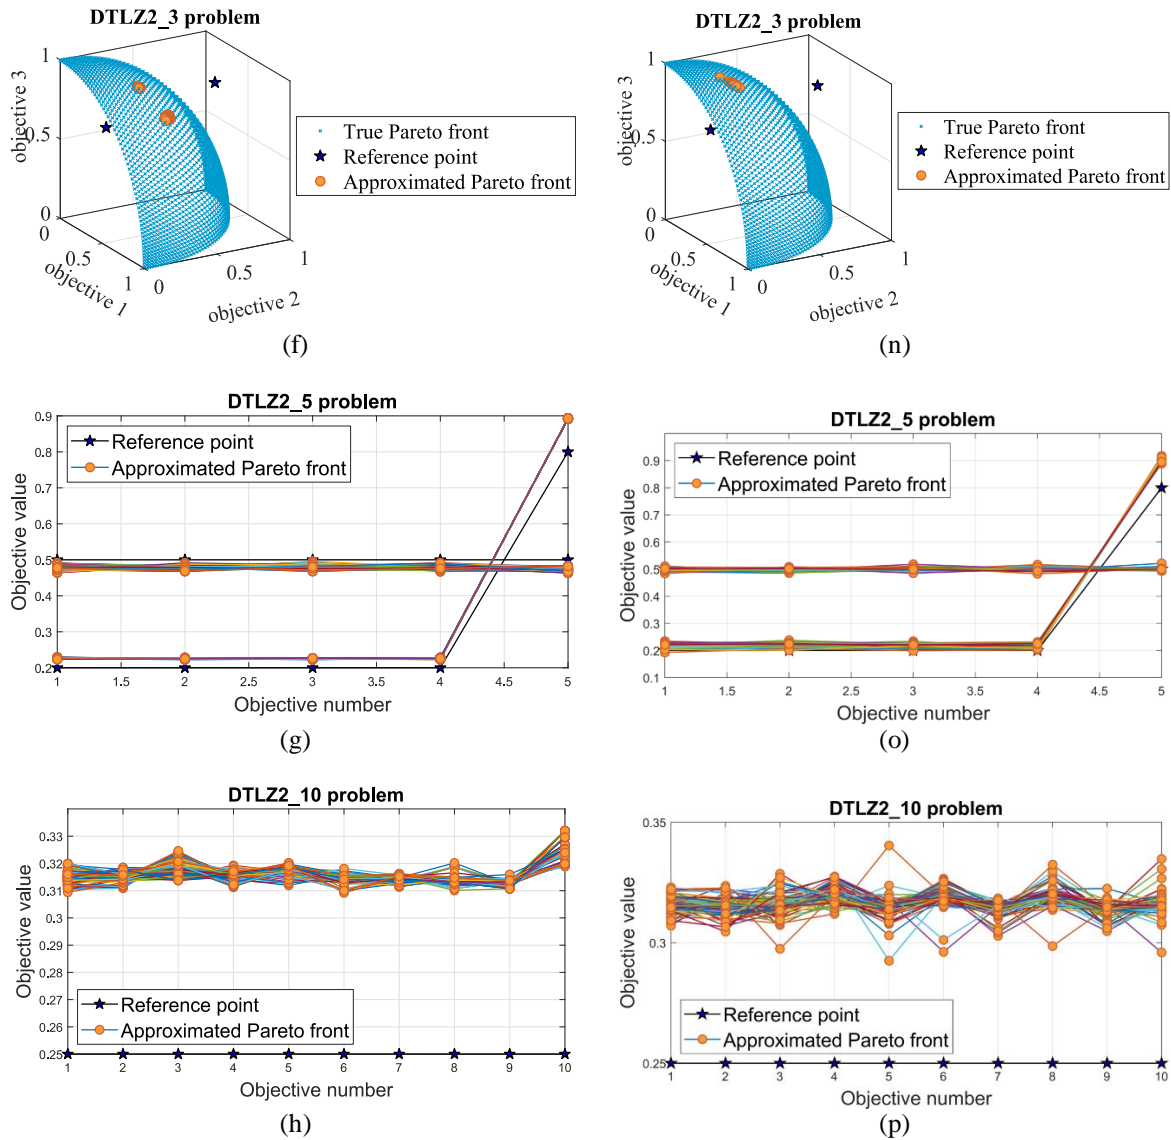 DTLZ2_3 problem
1
0.5
0
objective 3
0
0.5
1
objective 1
0
0.5
1
objective 2
True Pareto front
Reference point
Approximated Pareto front
(f)
DTLZ2_3 problem
1
0.5
0
objective 3
0
0.5
1
objective 1
0
0.5
1
objective 2
True Pareto front
Reference point
Approximated Pareto front
(n)
DTLZ2_5 problem
Reference point
Approximated Pareto front
0.9
0.8
0.7
0.6
0.5
0.4
0.3
0.2
Objective value
1 1.5 2 2.5 3 3.5 4 4.5 5
Objective number
(g)
DTLZ2_5 problem
Reference point
Approximated Pareto front
0.9
0.8
0.7
0.6
0.5
0.4
0.3
0.2
0.1
Objective value
1 1.5 2 2.5 3 3.5 4 4.5 5
Objective number
(o)
DTLZ2_10 problem
0.33
0.32
0.31
0.3
0.29
0.28
0.27
0.26
0.25
Objective value
Reference point
Approximated Pareto front
1 2 3 4 5 6 7 8 9 10
Objective number
(h)
DTLZ2_10 problem
0.35
0.3
0.25
Objective value
Reference point
Approximated Pareto front
1 2 3 4 5 6 7 8 9 10
Objective number
(p)